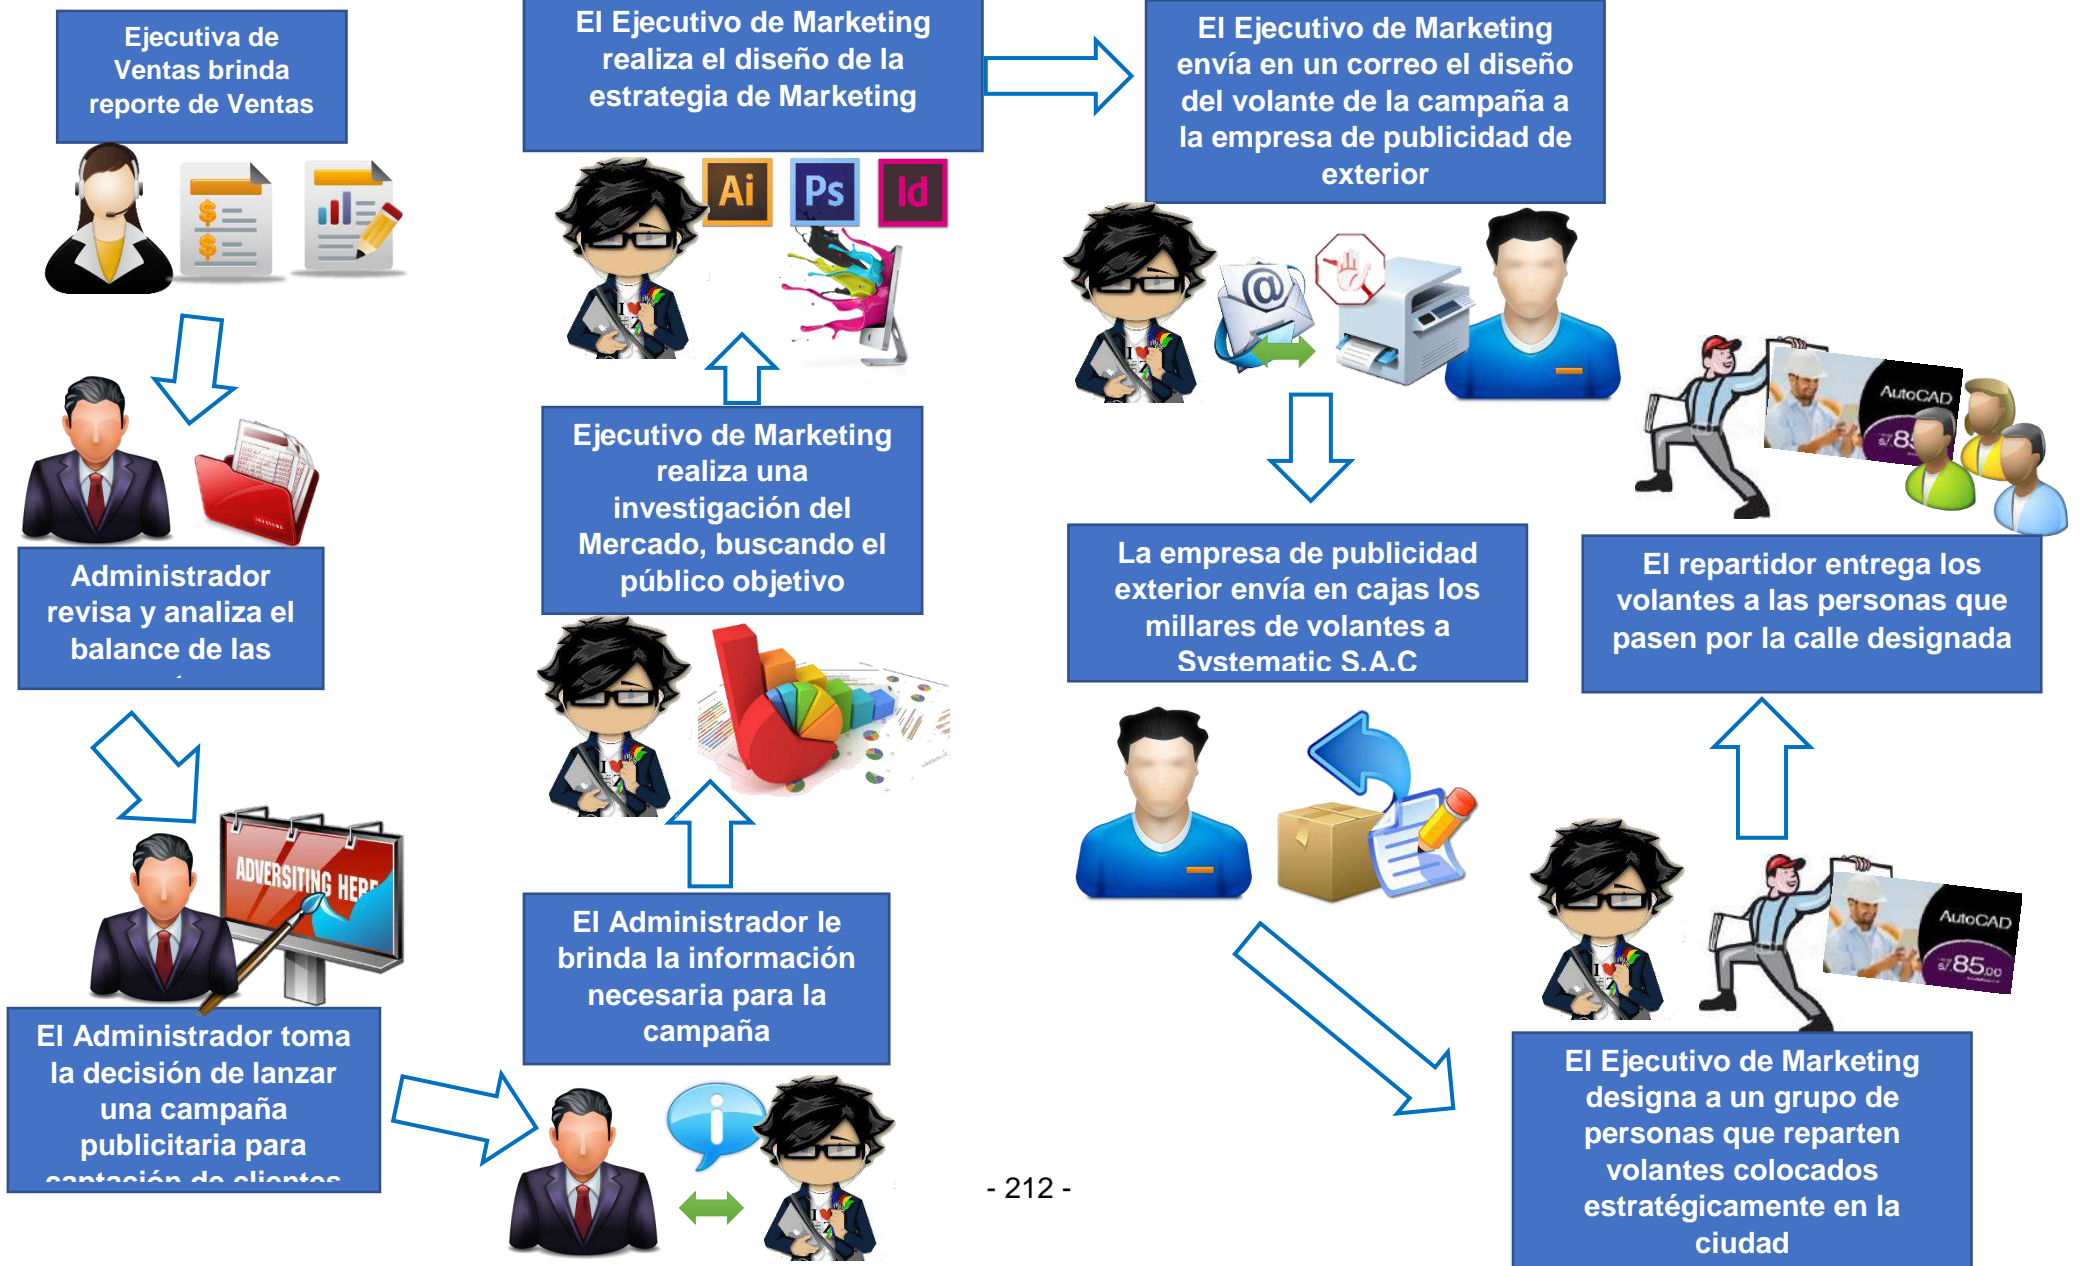 Ejecutiva de
Ventas brinda
reporte de Ventas
Administrador
revisa y analiza el
balance de las
ADVERSITING HERE
El Administrador toma
la decisión de lanzar
una campaña
publicitaria para
captación de clientes
El Administrador le
brinda la información
necesaria para la
campaña
Ejecutivo de Marketing
realiza una
investigación del
Mercado, buscando el
público objetivo
El Ejecutivo de Marketing
realiza el diseño de la
estrategia de Marketing
Ai
Ps
Id
El Ejecutivo de Marketing
envía en un correo el diseño
del volante de la campaña a
la empresa de publicidad de
exterior
@
La empresa de publicidad
exterior envía en cajas los
millares de volantes a
Systematic S.A.C
El Ejecutivo de Marketing
designa a un grupo de
personas que reparten
volantes colocados
estratégicamente en la
ciudad
AutoCAD
s/.85.00
El repartidor entrega los
volantes a las personas que
pasen por la calle designada
AutoCAD
- 212 -